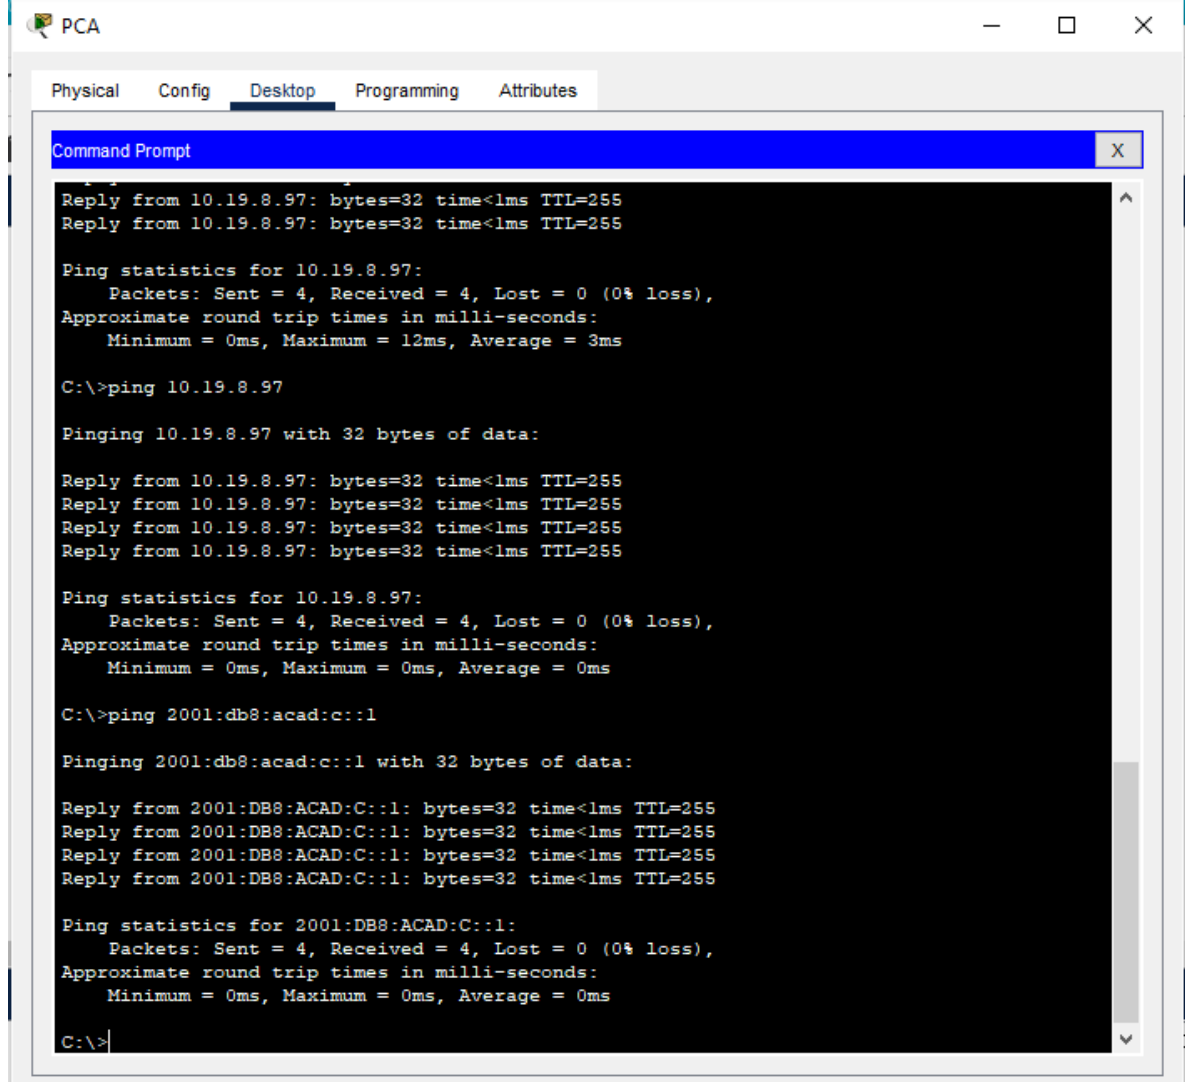 PCA
Physical Config Desktop Programming Attributes
Command Prompt
X
Reply from 10.19.8.97: bytes=32 time<1ms TTL=255
Reply from 10.19.8.97: bytes=32 time<1ms TTL=255
Ping statistics for 10.19.8.97:
Packets: Sent = 4, Received = 4, Lost = 0 (0% loss),
Approximate round trip times in milli-seconds:
Minimum = 0ms, Maximum = 12ms, Average = 3ms
C:\>ping 10.19.8.97
Pinging 10.19.8.97 with 32 bytes of data:
Reply from 10.19.8.97: bytes=32 time<1ms TTL=255
Reply from 10.19.8.97: bytes=32 time<1ms TTL=255
Reply from 10.19.8.97: bytes=32 time<1ms TTL=255
Reply from 10.19.8.97: bytes=32 time<1ms TTL=255
Ping statistics for 10.19.8.97:
Packets: Sent = 4, Received = 4, Lost = 0 (0% loss),
Approximate round trip times in milli-seconds:
Minimum = 0ms, Maximum = 0ms, Average = 0ms
C:\>ping 2001:db8:acad:c::1
Pinging 2001:db8:acad:c::1 with 32 bytes of data:
Reply from 2001:DB8:ACAD:C::1: bytes=32 time<1ms TTL=255
Reply from 2001:DB8:ACAD:C::1: bytes=32 time<1ms TTL=255
Reply from 2001:DB8:ACAD:C::1: bytes=32 time<1ms TTL=255
Reply from 2001:DB8:ACAD:C::1: bytes=32 time<1ms TTL=255
Ping statistics for 2001:DB8:ACAD:C::1:
Packets: Sent = 4, Received = 4, Lost = 0 (0% loss),
Approximate round trip times in milli-seconds:
Minimum = 0ms, Maximum = 0ms, Average = 0ms
C:\>